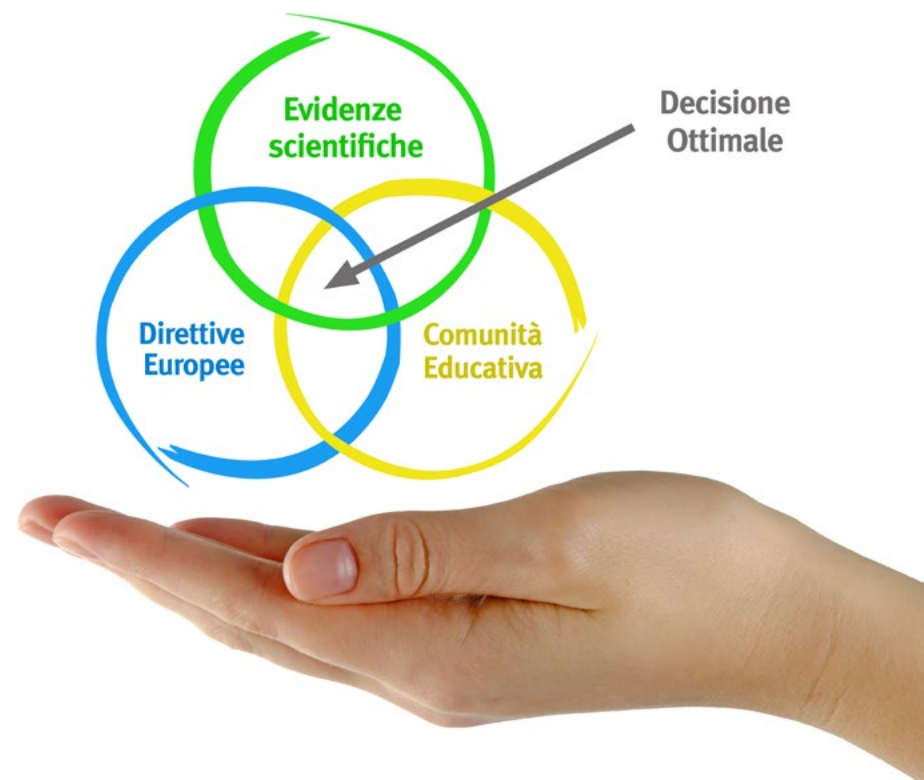 Evidenze
scientifiche
Decisione
Ottimale
Direttive
Europee
Comunità
Educativa